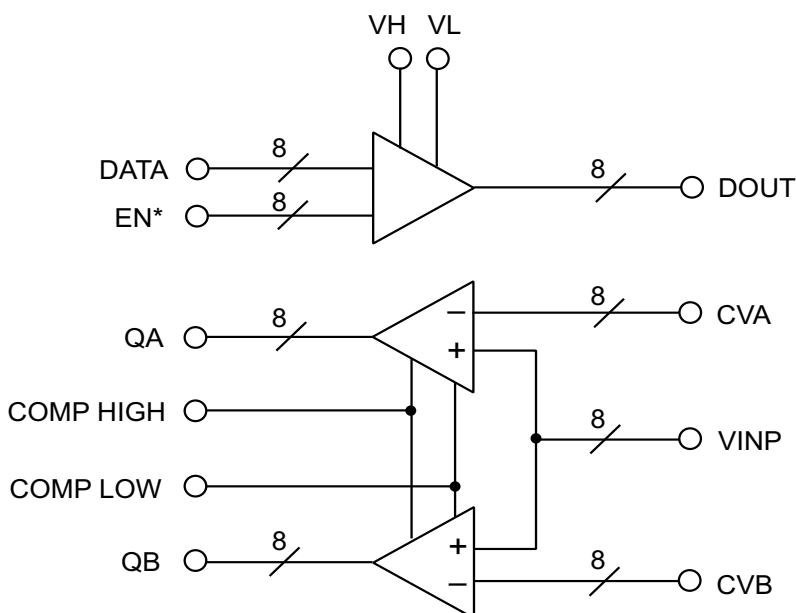 VH VL
DATA 8 8 DOUT
EN* 8
QA 8 − 8 CVA
+
COMP HIGH
8 VINP
COMP LOW
QB 8 + 8 CVB
−